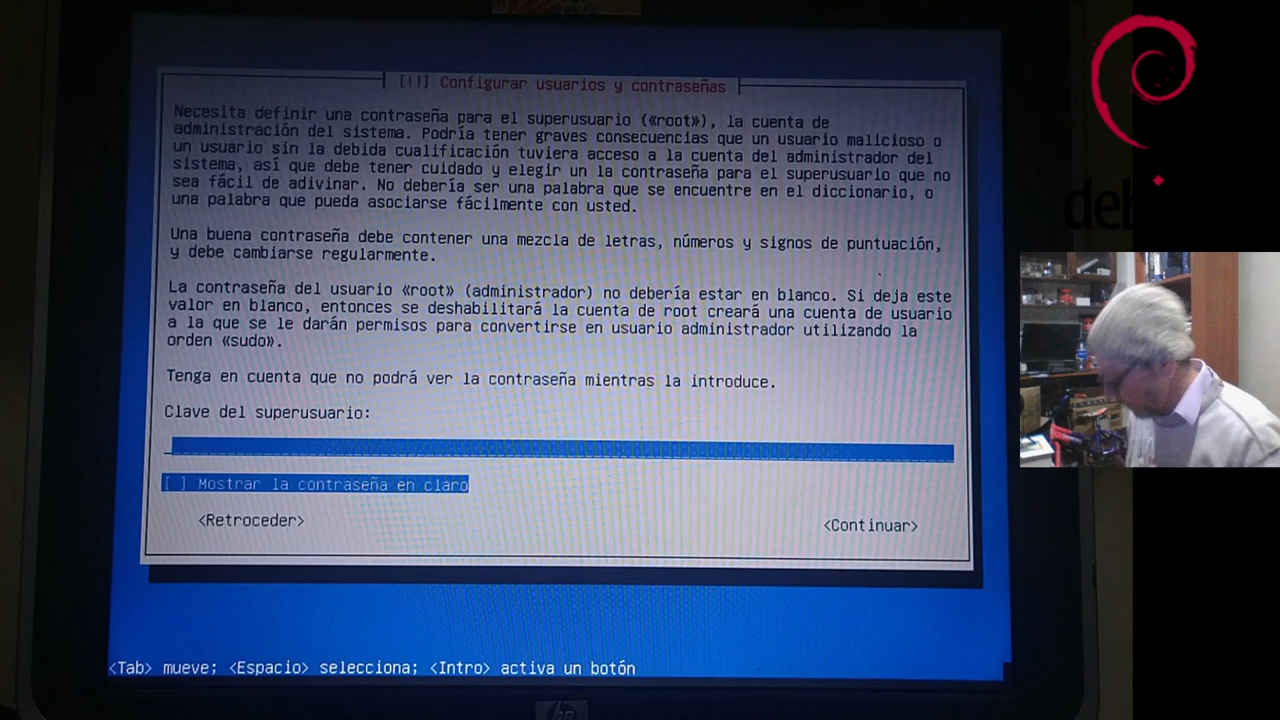 [!!] Configurar usuarios y contraseñas
Necesita definir una contraseña para el superusuario («root»), la cuenta de
administración del sistema. Podría tener graves consecuencias que un usuario malicioso o
un usuario sin la debida cualificación tuviera acceso a la cuenta del administrador del
sistema, así que debe tener cuidado y elegir un la contraseña para el superusuario que no
sea fácil de adivinar. No debería ser una palabra que se encuentre en el diccionario, o
una palabra que pueda asociarse fácilmente con usted.
Una buena contraseña debe contener una mezcla de letras, números y signos de puntuación,
y debe cambiarse regularmente.
La contraseña del usuario «root» (administrador) no debería estar en blanco. Si deja este
valor en blanco, entonces se deshabilitará la cuenta de root creará una cuenta de usuario
a la que se le darán permisos para convertirse en usuario administrador utilizando la
orden «sudo».
Tenga en cuenta que no podrá ver la contraseña mientras la introduce.
Clave del superusuario:
[ ] Mostrar la contraseña en claro
<Retroceder> <Continuar>
<Tab> mueve; <Espacio> selecciona; <Intro> activa un botón
hp
deb